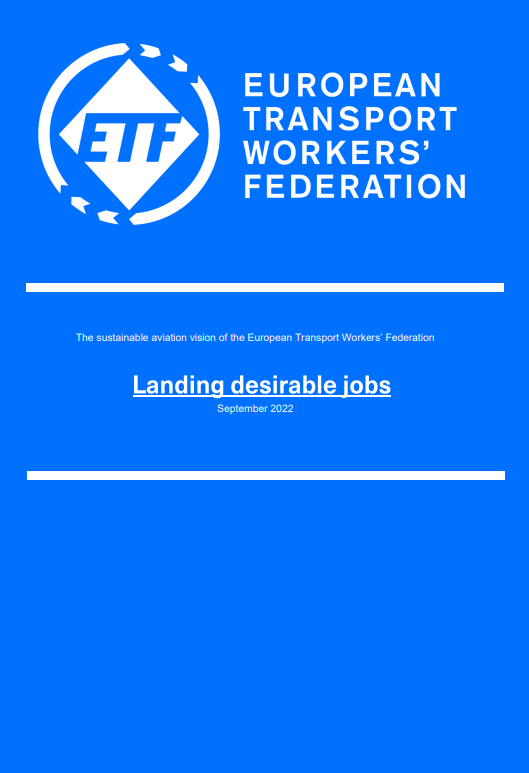 ETF
EUROPEAN
TRANSPORT
WORKERS’
FEDERATION
The sustainable aviation vision of the European Transport Workers’ Federation
Landing desirable jobs
September 2022